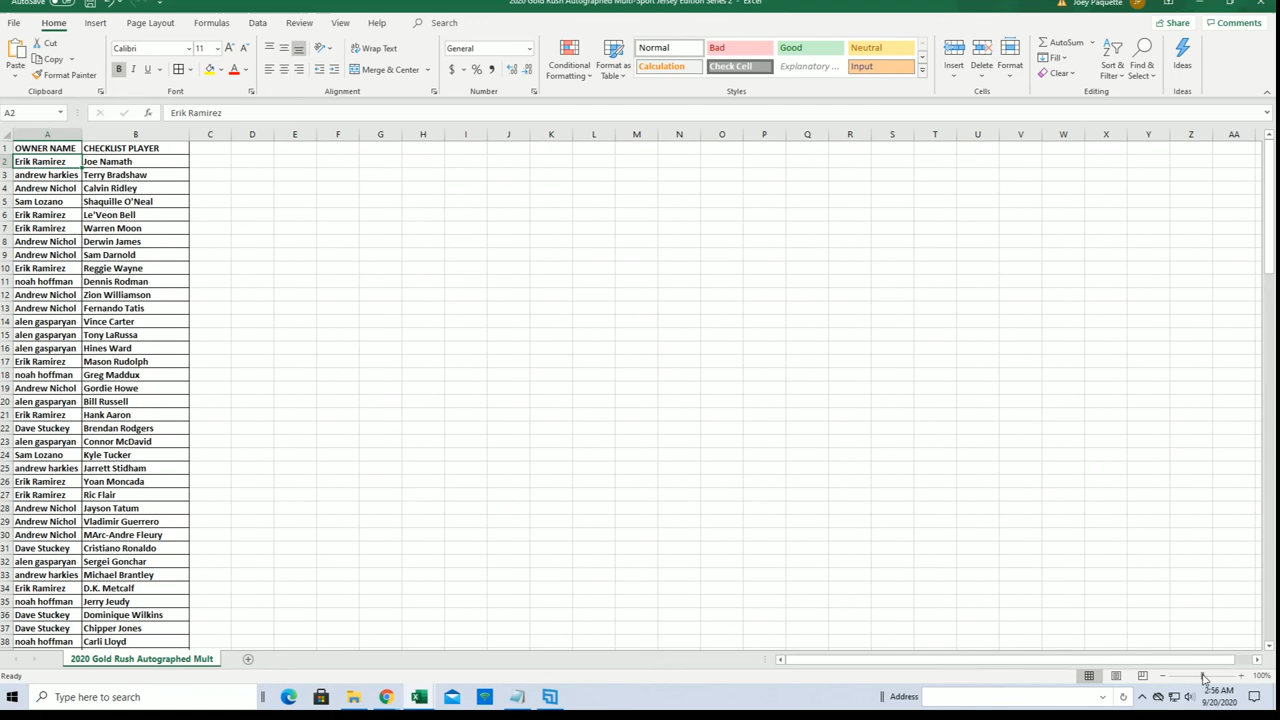 AutoSave
2020 Gold Rush Autographed Multi-Sport Jersey Edition Series 2 - Excel
Joey Paquette
File Home Insert Page Layout Formulas Data Review View Help Search Share Comments
Paste Cut Copy Format Painter Clipboard
Calibri 11 A A B I U A Font
Wrap Text Merge & Center Alignment
General $ % , Number
Conditional Formatting Format as Table
Normal Bad Good Neutral
Calculation Check Cell Explanatory ... Input
Styles
Insert Delete Format Cells
AutoSum Fill Clear Sort & Filter Find & Select Editing
Ideas Ideas
A2 fx Erik Ramirez
A B C D E F G H I J K L M N O P Q R S T U V W X Y Z AA
1 OWNER NAME CHECKLIST PLAYER
2 Erik Ramirez Joe Namath
3 andrew harkies Terry Bradshaw
4 Andrew Nichol Calvin Ridley
5 Sam Lozano Shaquille O'Neal
6 Erik Ramirez Le'Veon Bell
7 Erik Ramirez Warren Moon
8 Andrew Nichol Derwin James
9 Andrew Nichol Sam Darnold
10 Erik Ramirez Reggie Wayne
11 noah hoffman Dennis Rodman
12 Andrew Nichol Zion Williamson
13 Andrew Nichol Fernando Tatis
14 alen gasparyan Vince Carter
15 alen gasparyan Tony LaRussa
16 alen gasparyan Hines Ward
17 Erik Ramirez Mason Rudolph
18 noah hoffman Greg Maddux
19 Andrew Nichol Gordie Howe
20 alen gasparyan Bill Russell
21 Erik Ramirez Hank Aaron
22 Dave Stuckey Brendan Rodgers
23 alen gasparyan Connor McDavid
24 Sam Lozano Kyle Tucker
25 andrew harkies Jarrett Stidham
26 Erik Ramirez Yoan Moncada
27 Erik Ramirez Ric Flair
28 Andrew Nichol Jayson Tatum
29 Andrew Nichol Vladimir Guerrero
30 Andrew Nichol MArc-Andre Fleury
31 Dave Stuckey Cristiano Ronaldo
32 alen gasparyan Sergei Gonchar
33 andrew harkies Michael Brantley
34 Erik Ramirez D.K. Metcalf
35 noah hoffman Jerry Jeudy
36 Dave Stuckey Dominique Wilkins
37 Dave Stuckey Chipper Jones
38 noah hoffman Carli Lloyd
2020 Gold Rush Autographed Mult
Ready 100%
Type here to search Address 2:56 AM
9/20/2020